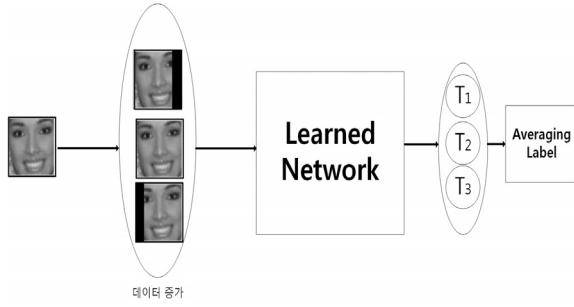 데이터 증가
Learned
Network
T1
T2
T3
Averaging
Label